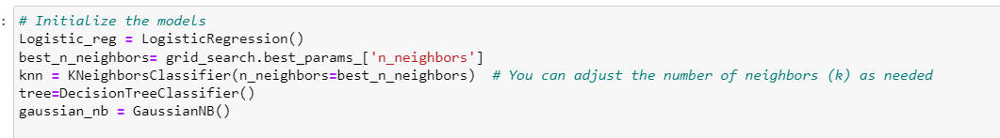 : # Initialize the models
Logistic_reg = LogisticRegression()
best_n_neighbors= grid_search.best_params_['n_neighbors']
knn = KNeighborsClassifier(n_neighbors=best_n_neighbors)  # You can adjust the number of neighbors (k) as needed
tree=DecisionTreeClassifier()
gaussian_nb = GaussianNB()